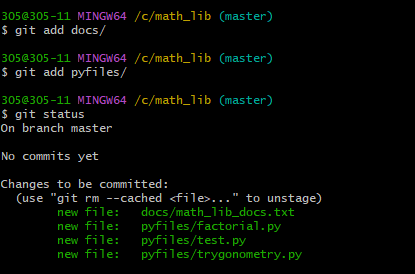 305@305-11 MINGW64 /c/math_lib (master)
$ git add docs/
305@305-11 MINGW64 /c/math_lib (master)
$ git add pyfiles/
305@305-11 MINGW64 /c/math_lib (master)
$ git status
On branch master
No commits yet
Changes to be committed:
(use "git rm --cached <file>..." to unstage)
new file: docs/math_lib_docs.txt
new file: pyfiles/factorial.py
new file: pyfiles/test.py
new file: pyfiles/trygonometry.py